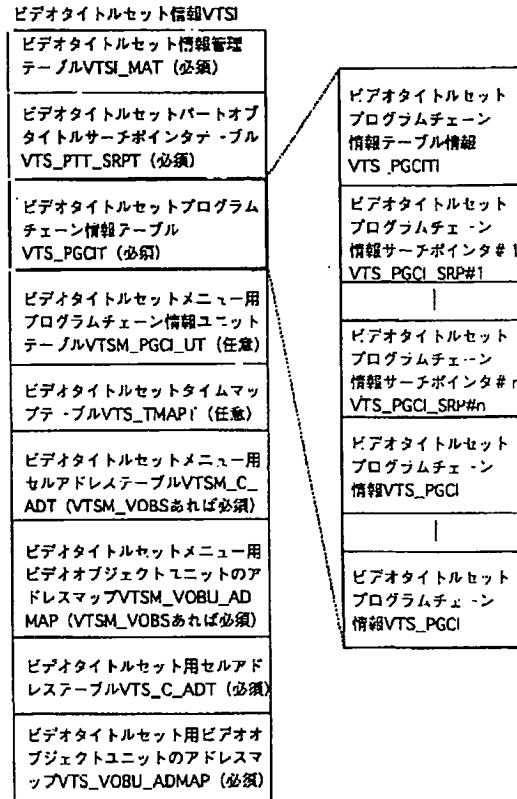 ビデオタイトルセット情報VTSI
ビデオタイトルセット情報管理
テーブルVTSI_MAT（必須）
ビデオタイトルセットパートオブ
タイトルサーチポインタテーブル
VTS_PTT_SRPT（必須）
ビデオタイトルセットプログラム
チェーン情報テーブル
VTS_PGCIT（必須）
ビデオタイトルセットメニュー用
プログラムチェーン情報ユニット
テーブルVTSM_PGCI_UT（任意）
ビデオタイトルセットタイムマッ
プテーブルVTS_TMAPT（任意）
ビデオタイトルセットメニュー用
セルアドレステーブルVTSM_C_
ADT（VTSM_VOBSあれば必須）
ビデオタイトルセットメニュー用
ビデオオブジェクトユニットのア
ドレスマップVTSM_VOBU_AD
MAP（VTSM_VOBSあれば必須）
ビデオタイトルセット用セルアド
レステーブルVTS_C_ADT（必須）
ビデオタイトルセット用ビデオオ
ブジェクトユニットのアドレスマ
ップVTS_VOBU_ADMAP（必須）
ビデオタイトルセット
プログラムチェーン
情報テーブル情報
VTS_PGCITI
ビデオタイトルセット
プログラムチェーン
情報サーチポインタ＃1
VTS_PGCI_SRP#1
ビデオタイトルセット
プログラムチェーン
情報サーチポインタ＃n
VTS_PGCI_SRP#n
ビデオタイトルセット
プログラムチェーン
情報VTS_PGCI
ビデオタイトルセット
プログラムチェーン
情報VTS_PGCI